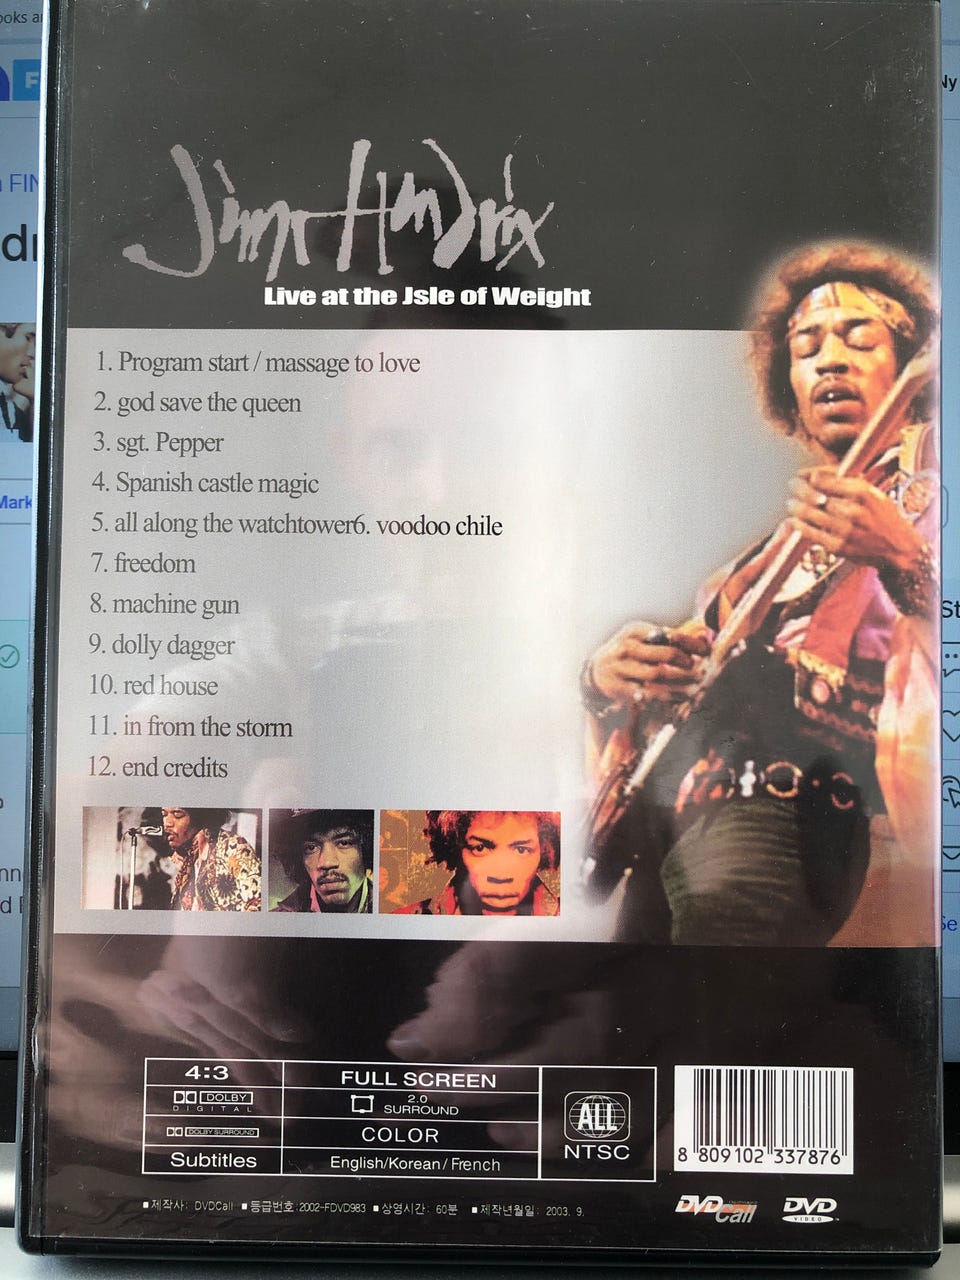 Jimi Hendrix
Live at the Jsle of Weight
1. Program start / massage to love
2. god save the queen
3. sgt. Pepper
4. Spanish castle magic
5. all along the watchtower6. voodoo chile
7. freedom
8. machine gun
9. dolly dagger
10. red house
11. in from the storm
12. end credits
4:3 FULL SCREEN
DOLBY DIGITAL 2.0 SURROUND
DOLBY SURROUND COLOR
Subtitles English/Korean/French
ALL
NTSC
8 809102 337876
■제작사: DVDCall ■등급번호:2002-FDVD983 ■상영시간: 60분 ■제작년월일: 2003. 9.
DVDCall
DVD VIDEO